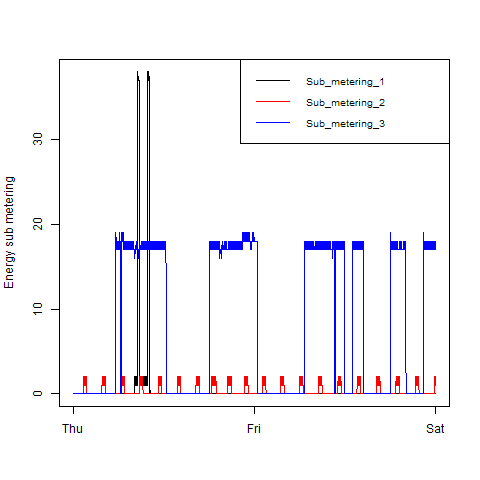 Sub_metering_1
Sub_metering_2
Sub_metering_3
Energy sub metering
30
20
10
0
Thu
Fri
Sat